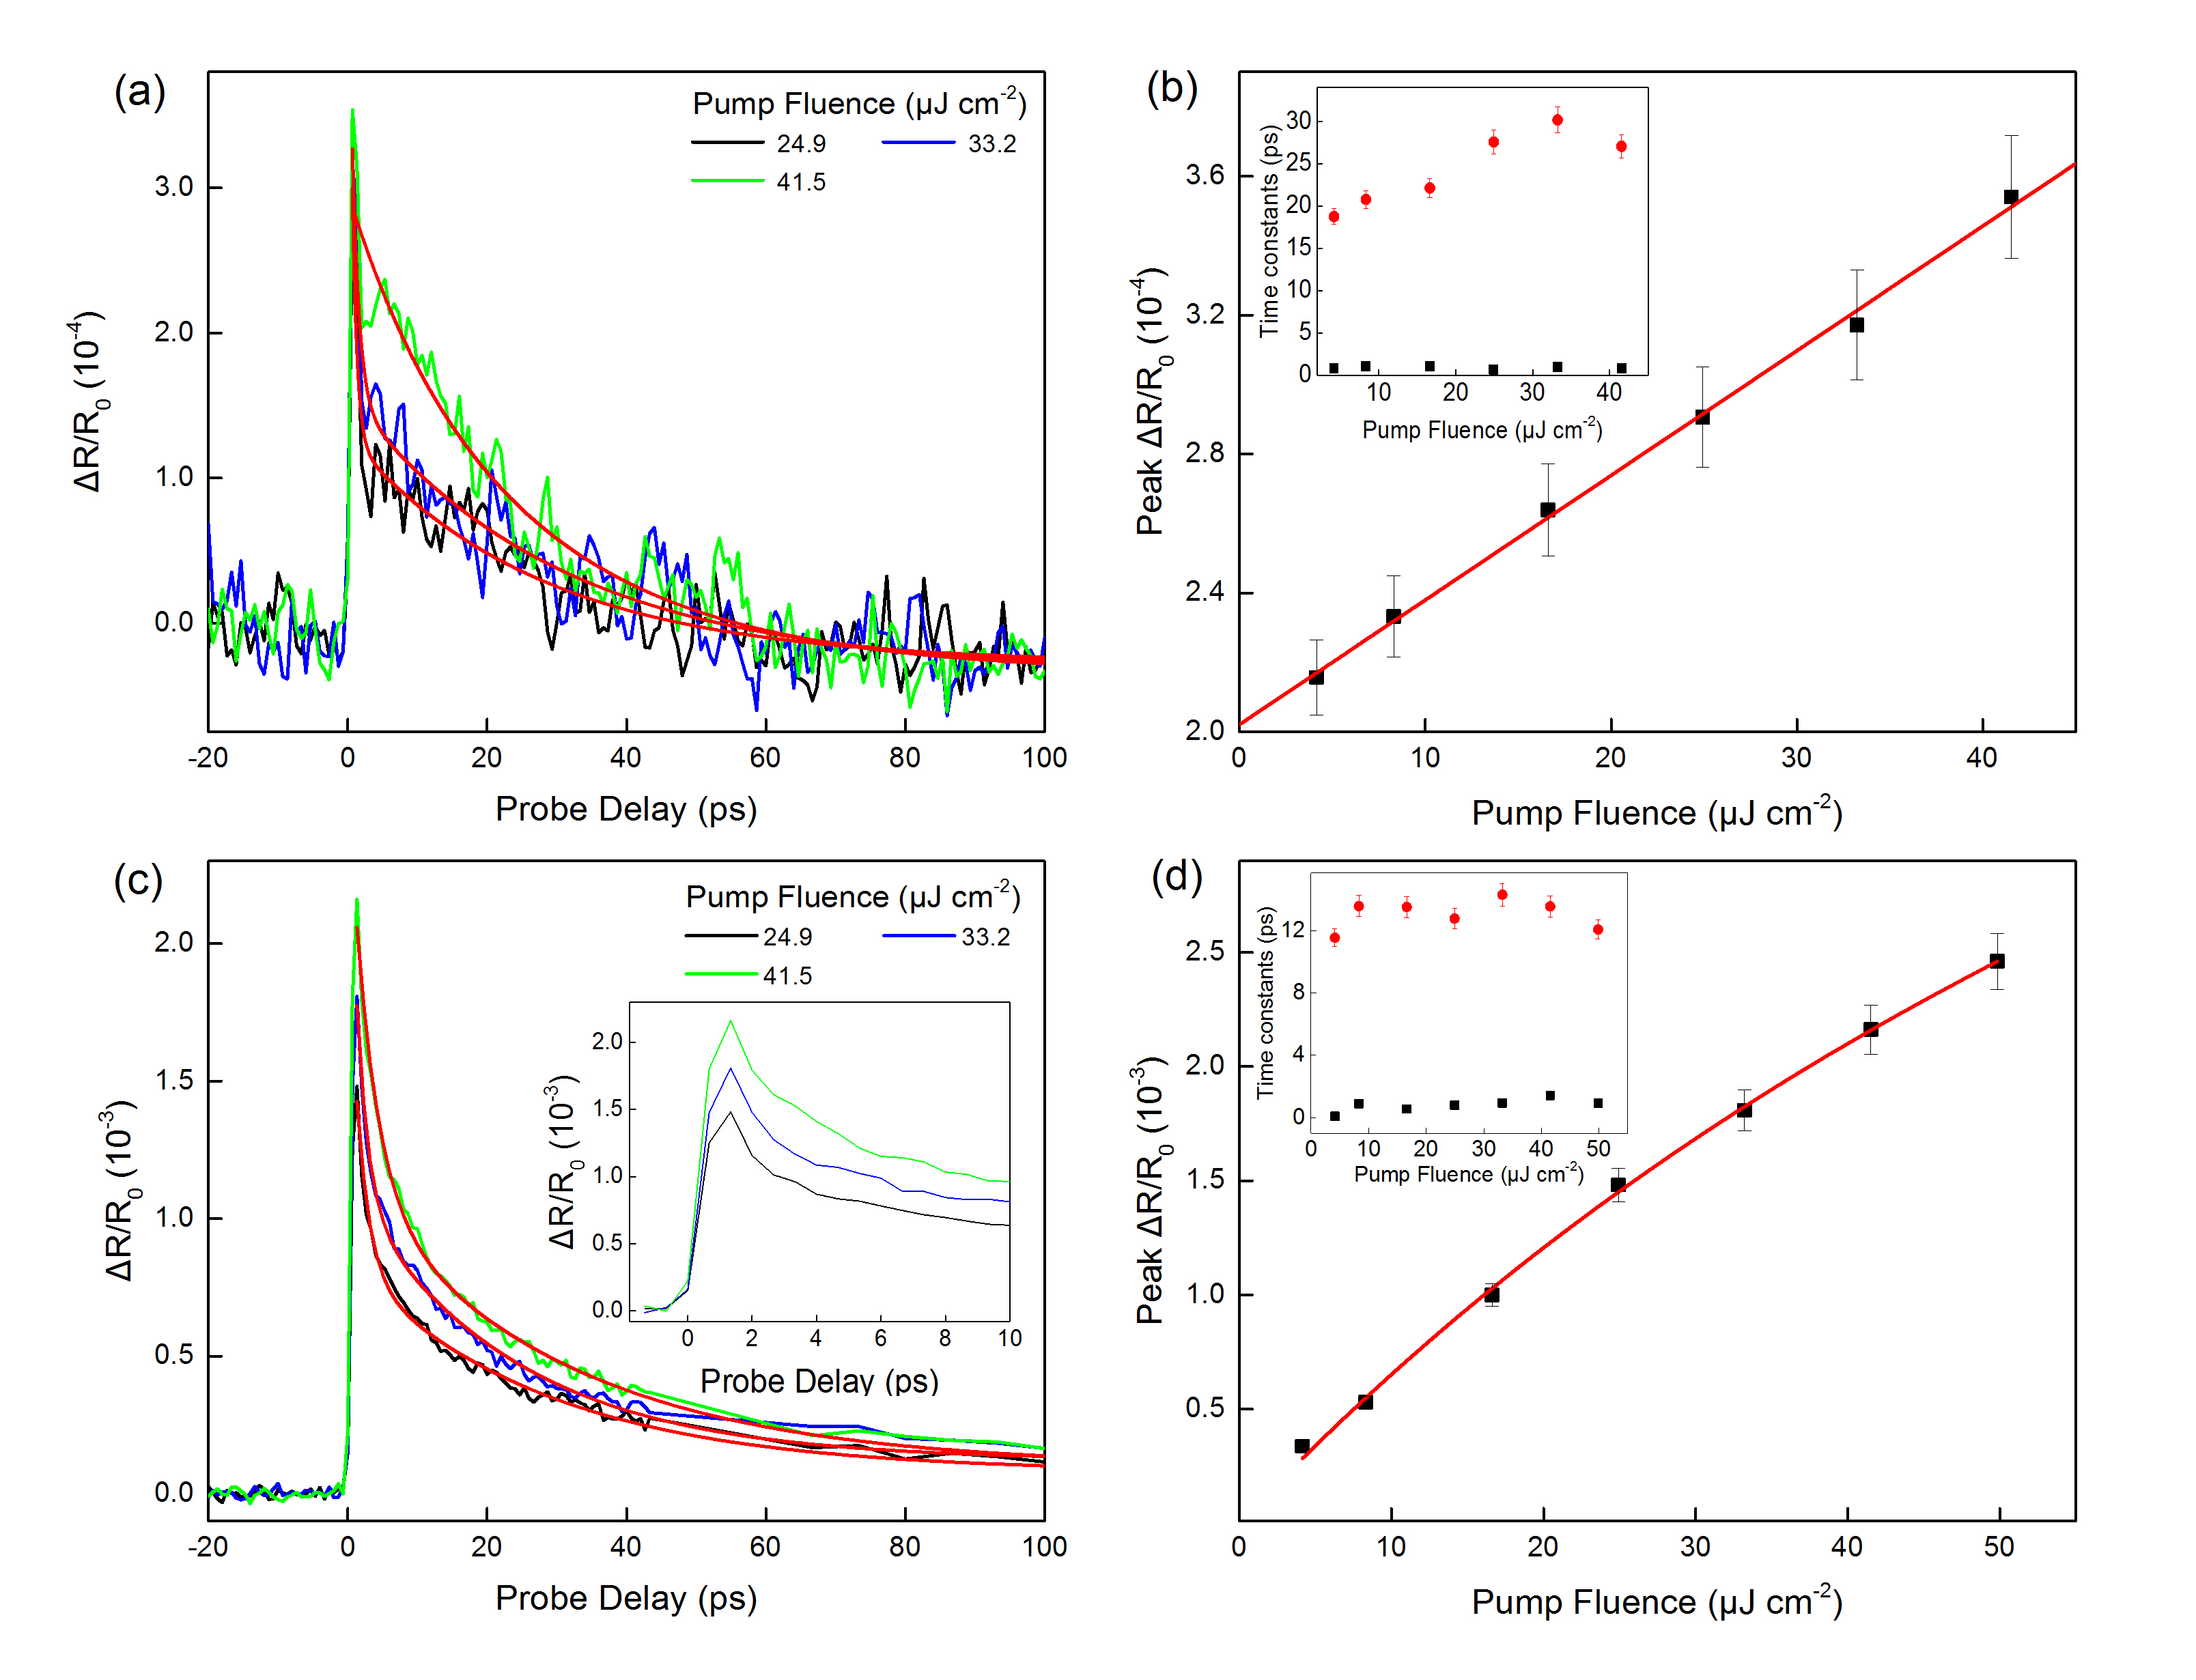 (a)
Pump Fluence (µJ cm-2)
24.9 33.2
41.5
3.0
2.0
1.0
0.0
ΔR/R0 (10-4)
-20 0 20 40 60 80 100
Probe Delay (ps)
(b)
3.6
3.2
2.8
2.4
2.0
Peak ΔR/R0 (10-4)
0 10 20 30 40
Pump Fluence (µJ cm-2)
30
25
20
15
10
5
0
Time constants (ps)
10 20 30 40
Pump Fluence (µJ cm-2)
(c)
Pump Fluence (µJ cm-2)
24.9 33.2
41.5
2.0
1.5
1.0
0.5
0.0
ΔR/R0 (10-3)
-20 0 20 40 60 80 100
Probe Delay (ps)
2.0
1.5
1.0
0.5
0.0
ΔR/R0 (10-3)
0 2 4 6 8 10
Probe Delay (ps)
(d)
2.5
2.0
1.5
1.0
0.5
Peak ΔR/R0 (10-3)
0 10 20 30 40 50
Pump Fluence (µJ cm-2)
12
8
4
0
Time constants (ps)
0 10 20 30 40 50
Pump Fluence (µJ cm-2)